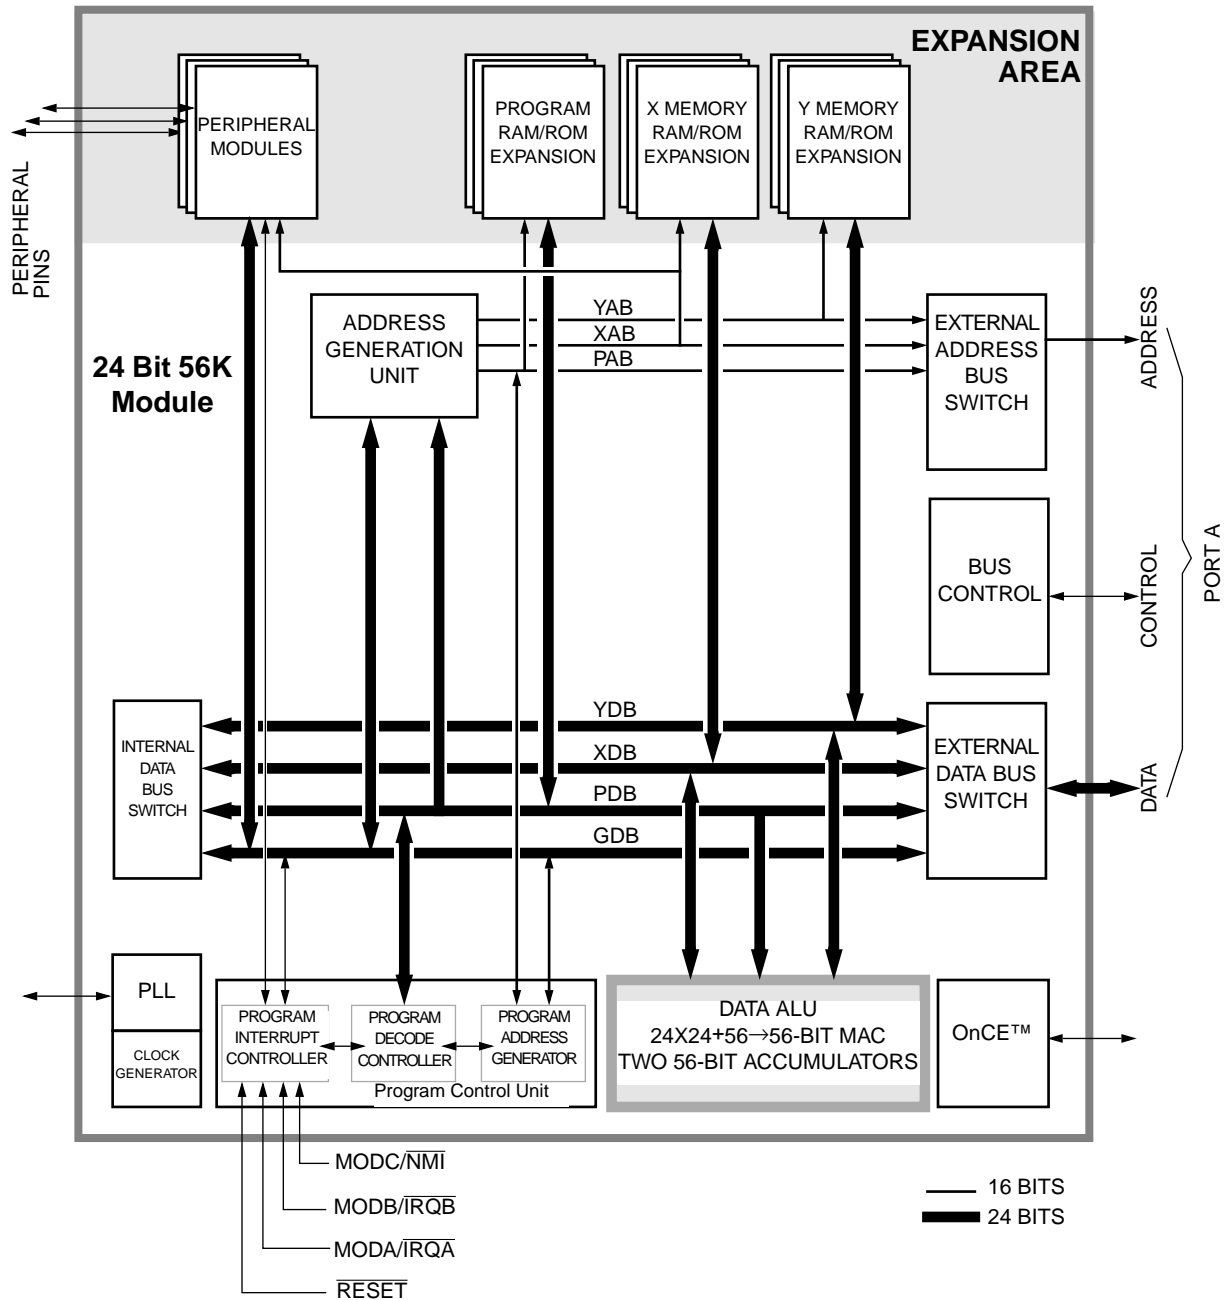 EXPANSION
AREA
PERIPHERAL
MODULES
PROGRAM
RAM/ROM
EXPANSION
X MEMORY
RAM/ROM
EXPANSION
Y MEMORY
RAM/ROM
EXPANSION
PERIPHERAL
PINS
24 Bit 56K
Module
ADDRESS
GENERATION
UNIT
YAB
XAB
PAB
EXTERNAL
ADDRESS
BUS
SWITCH
ADDRESS
BUS
CONTROL
CONTROL
PORT A
INTERNAL
DATA
BUS
SWITCH
YDB
XDB
PDB
GDB
EXTERNAL
DATA BUS
SWITCH
DATA
PLL
CLOCK
GENERATOR
PROGRAM
INTERRUPT
CONTROLLER
PROGRAM
DECODE
CONTROLLER
PROGRAM
ADDRESS
GENERATOR
Program Control Unit
DATA ALU
24X24+56→56-BIT MAC
TWO 56-BIT ACCUMULATORS
OnCE™
MODC/N̅M̅I̅
MODB/I̅R̅Q̅B̅
MODA/I̅R̅Q̅A̅
R̅E̅S̅E̅T̅
16 BITS
24 BITS